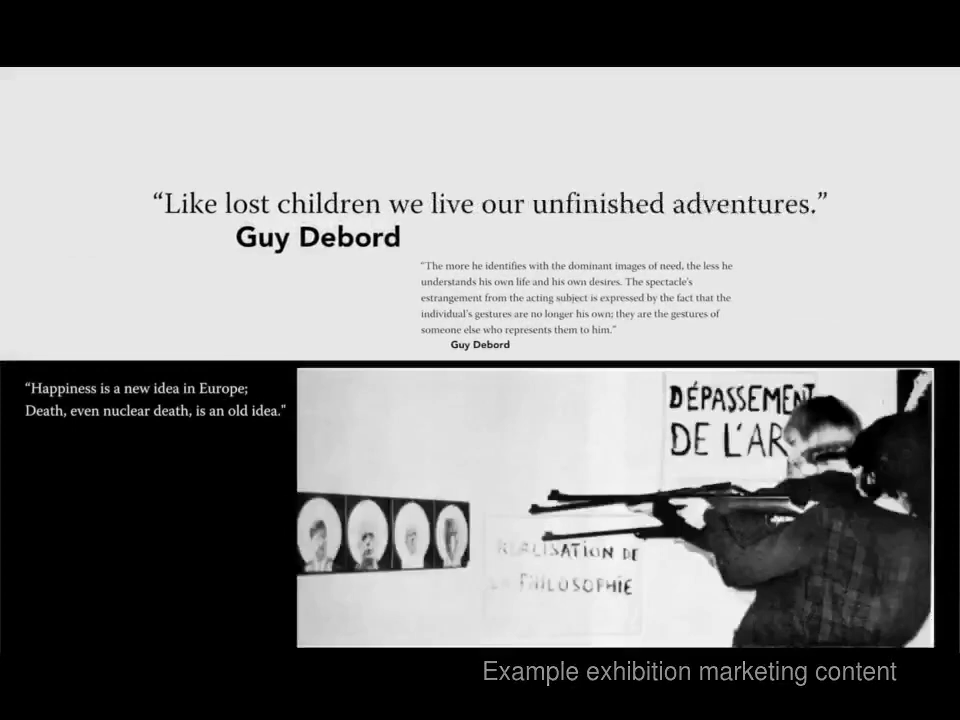 “Like lost children we live our unfinished adventures.”
Guy Debord
“The more he identifies with the dominant images of need, the less he
understands his own life and his own desires. The spectacle's
estrangement from the acting subject is expressed by the fact that the
individual's gestures are no longer his own; they are the gestures of
someone else who represents them to him.”
Guy Debord
“Happiness is a new idea in Europe;
Death, even nuclear death, is an old idea.”
DÉPASSEMENT
DE L'AR
RÉALISATION DE
LA PHILOSOPHIE
Example exhibition marketing content